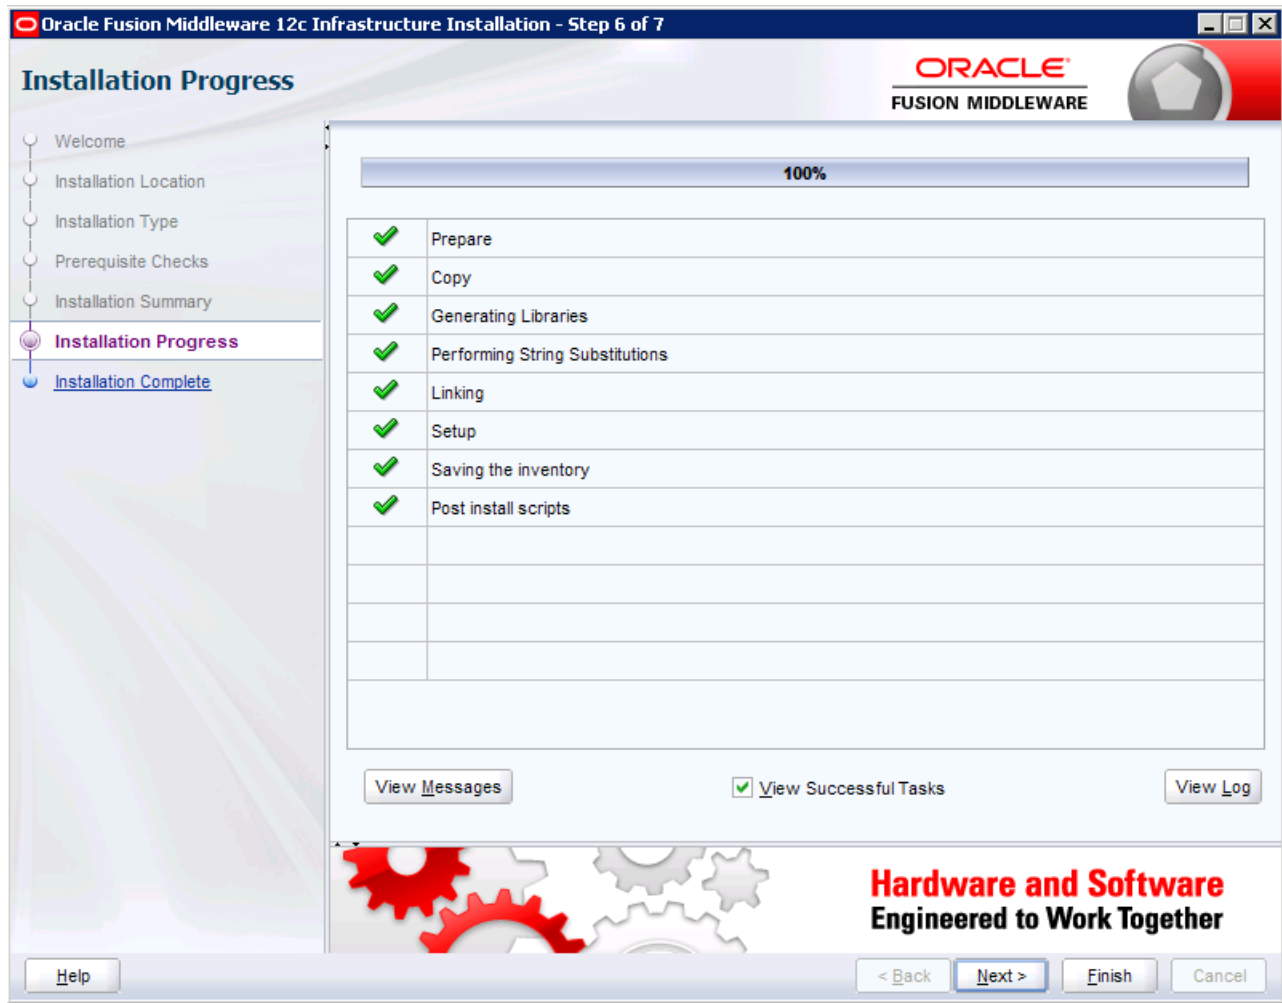 Oracle Fusion Middleware 12c Infrastructure Installation - Step 6 of 7
Installation Progress
ORACLE
FUSION MIDDLEWARE
Welcome
Installation Location
Installation Type
Prerequisite Checks
Installation Summary
Installation Progress
Installation Complete
100%
Prepare
Copy
Generating Libraries
Performing String Substitutions
Linking
Setup
Saving the inventory
Post install scripts
View Messages
View Successful Tasks
View Log
Hardware and Software
Engineered to Work Together
Help
< Back
Next >
Finish
Cancel